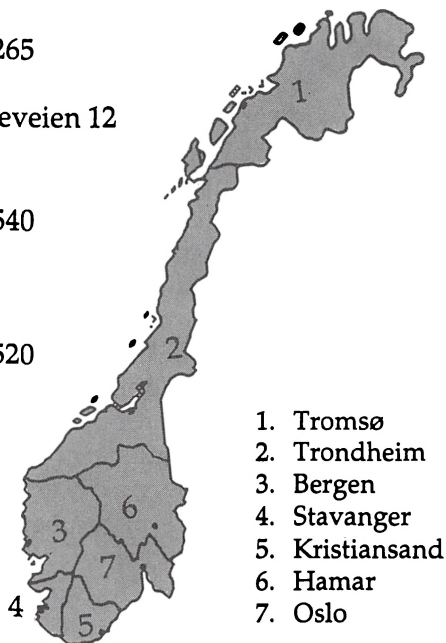 265
eveien 12
540
520
1
2
3
6
7
4
5
1. Tromsø
2. Trondheim
3. Bergen
4. Stavanger
5. Kristiansand
6. Hamar
7. Oslo